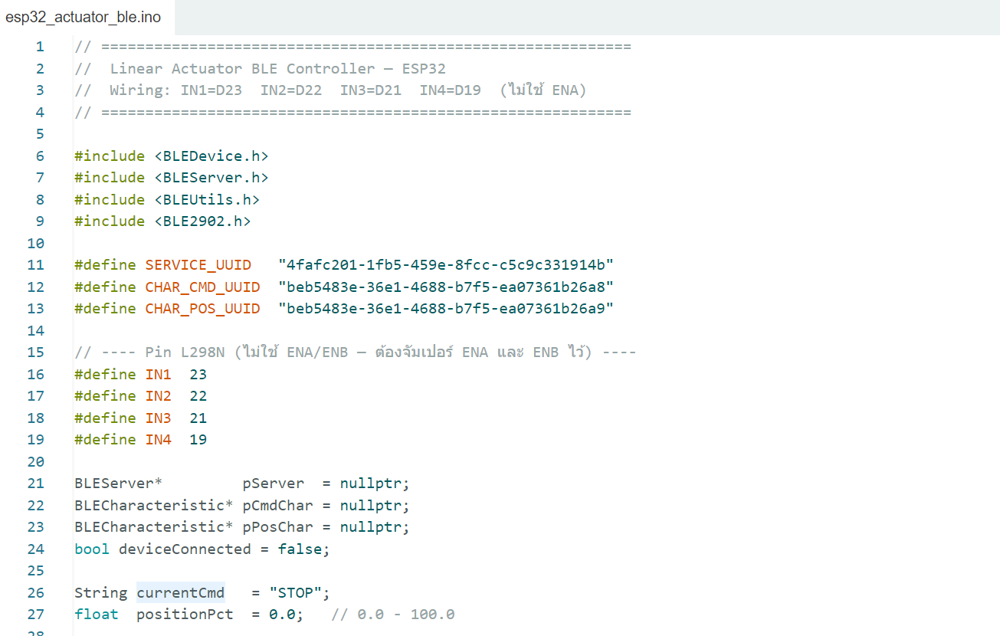 esp32_actuator_ble.ino
1 // ============================================================
2 //  Linear Actuator BLE Controller — ESP32
3 //  Wiring: IN1=D23  IN2=D22  IN3=D21  IN4=D19  (ไม่ใช้ ENA)
4 // ============================================================
5
6 #include <BLEDevice.h>
7 #include <BLEServer.h>
8 #include <BLEUtils.h>
9 #include <BLE2902.h>
10
11 #define SERVICE_UUID   "4fafc201-1fb5-459e-8fcc-c5c9c331914b"
12 #define CHAR_CMD_UUID  "beb5483e-36e1-4688-b7f5-ea07361b26a8"
13 #define CHAR_POS_UUID  "beb5483e-36e1-4688-b7f5-ea07361b26a9"
14
15 // ---- Pin L298N (ไม่ใช้ ENA/ENB — ต้องจัมเปอร์ ENA และ ENB ไว้) ----
16 #define IN1  23
17 #define IN2  22
18 #define IN3  21
19 #define IN4  19
20
21 BLEServer*         pServer  = nullptr;
22 BLECharacteristic* pCmdChar = nullptr;
23 BLECharacteristic* pPosChar = nullptr;
24 bool deviceConnected = false;
25
26 String currentCmd   = "STOP";
27 float  positionPct  = 0.0;   // 0.0 - 100.0
28